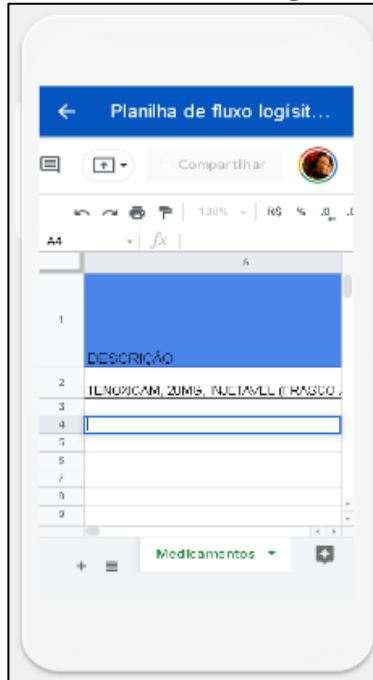 Planilha de fluxo logísit...
Compartilhar
100% R$ % .0
A4 fx
A
1
DESCRIÇÃO
2 TENOXICAM, 20MG, INJETAVEL (FRASCO
3
4
5
6
7
8
9
Medicamentos